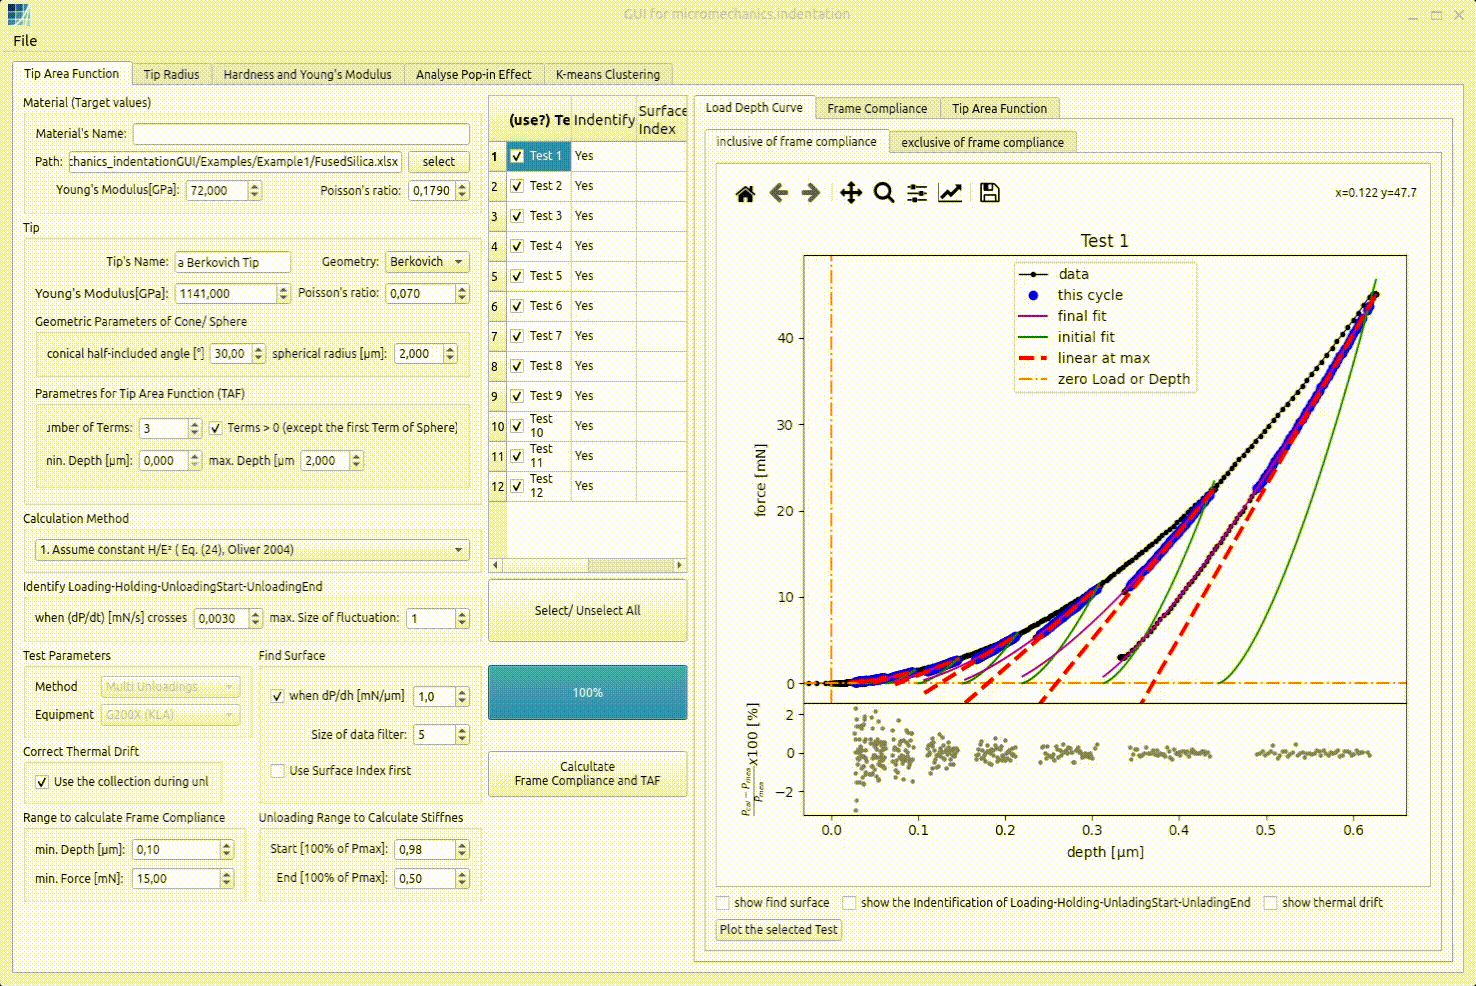 GUI for micromechanics.indentation
File
Tip Area Function
Tip Radius
Hardness and Young's Modulus
Analyse Pop-in Effect
K-means Clustering
Material (Target values)
Material's Name:
Path: chanics_indentationGUI/Examples/Example1/FusedSilica.xlsx select
Young's Modulus[GPa]: 72,000 Poisson's ratio: 0,1790
Tip
Tip's Name: a Berkovich Tip Geometry: Berkovich
Young's Modulus[GPa]: 1141,000 Poisson's ratio: 0,070
Geometric Parameters of Cone/ Sphere
conical half-included angle [°] 30,00 spherical radius [µm]: 2,000
Parametres for Tip Area Function (TAF)
umber of Terms: 3 Terms > 0 (except the first Term of Sphere)
nin. Depth [µm]: 0,000 max. Depth [µm 2,000
Calculation Method
1. Assume constant H/E² ( Eq. (24), Oliver 2004)
Identify Loading-Holding-UnloadingStart-UnloadingEnd
when (dP/dt) [mN/s] crosses 0,0030 max. Size of fluctuation: 1
Test Parameters
Method Multi Unloadings
Equipment G200X (KLA)
Correct Thermal Drift
Use the collection during unl
Find Surface
when dP/dh [mN/µm] 1,0
Size of data filter: 5
Use Surface Index first
Range to calculate Frame Compliance
min. Depth [µm]: 0,10
min. Force [mN]: 15,00
Unloading Range to Calculate Stiffnes
Start [100% of Pmax]: 0,98
End [100% of Pmax]: 0,50
(use?) Te Indentify Surface Index
1 Test 1 Yes
2 Test 2 Yes
3 Test 3 Yes
4 Test 4 Yes
5 Test 5 Yes
6 Test 6 Yes
7 Test 7 Yes
8 Test 8 Yes
9 Test 9 Yes
10 Test 10 Yes
11 Test 11 Yes
12 Test 12 Yes
Select/ Unselect All
100%
Calcultate
Frame Compliance and TAF
Load Depth Curve
Frame Compliance
Tip Area Function
inclusive of frame compliance
exclusive of frame compliance
x=0.122 y=47.7
Test 1
data
this cycle
final fit
initial fit
linear at max
zero Load or Depth
force [mN]
40
30
20
10
0
2
0
−2
Pcal − Pmea
Pmea x100 [%]
0.0 0.1 0.2 0.3 0.4 0.5 0.6
depth [µm]
show find surface
show the Indentification of Loading-Holding-UnladingStart-UnladingEnd
show thermal drift
Plot the selected Test